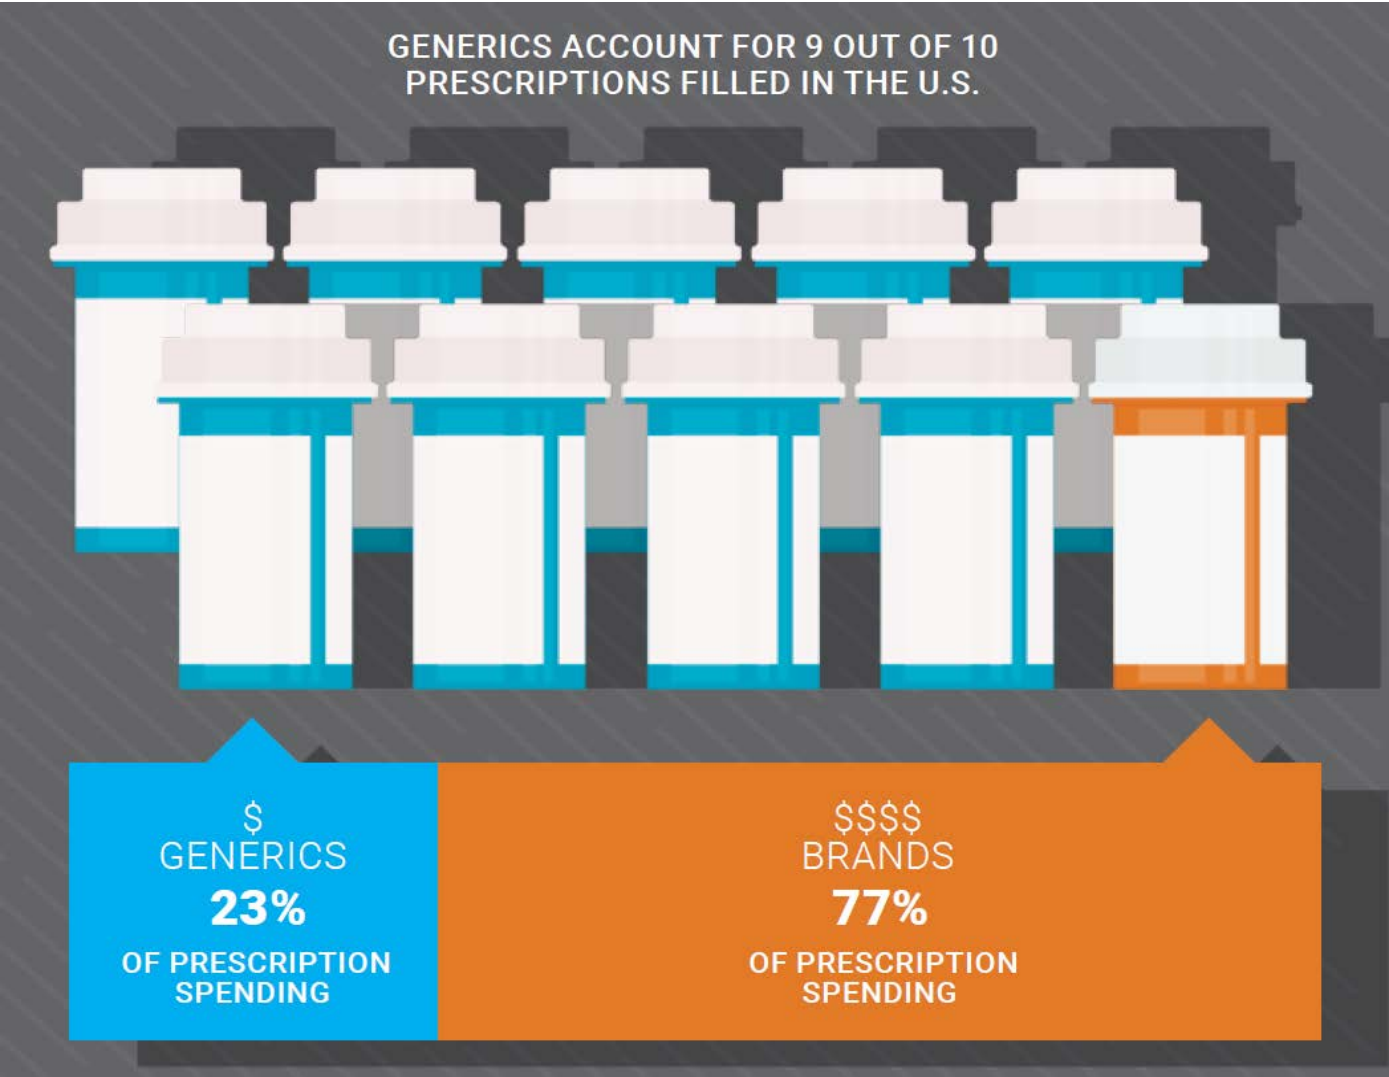 GENERICS ACCOUNT FOR 9 OUT OF 10
PRESCRIPTIONS FILLED IN THE U.S.
$
GENERICS
23%
OF PRESCRIPTION
SPENDING
$$$$
BRANDS
77%
OF PRESCRIPTION
SPENDING